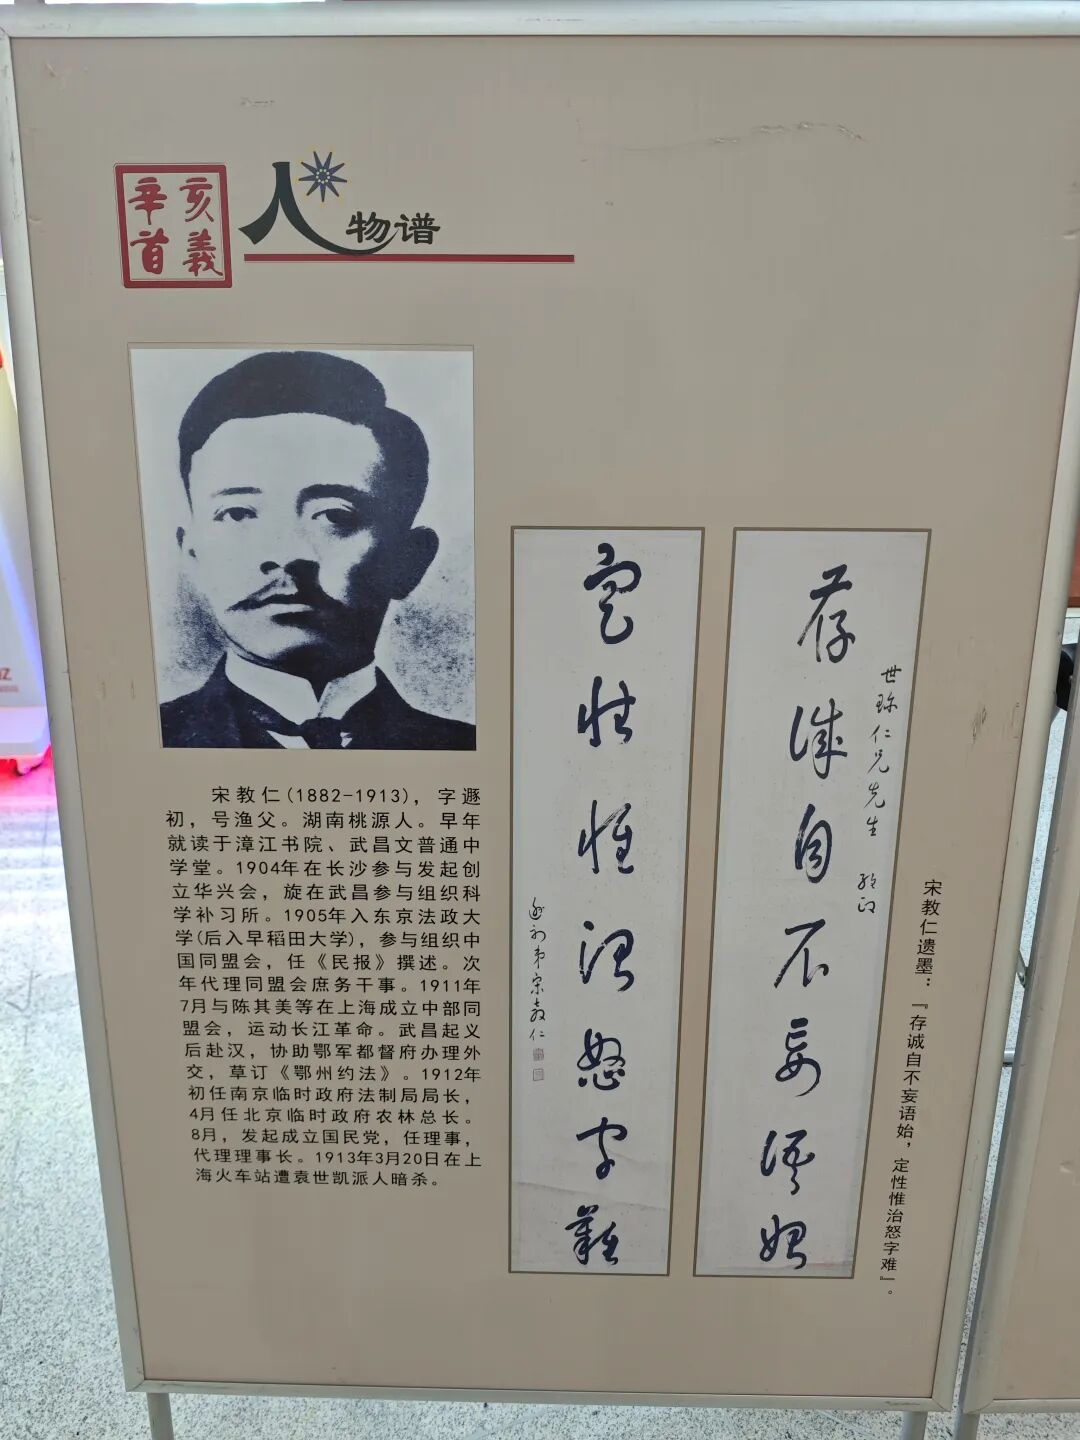 辛亥
首義
人物谱
宋教仁(1882-1913)，字遯
初，号渔父。湖南桃源人。早年
就读于漳江书院、武昌文普通中
学堂。1904年在长沙参与发起创
立华兴会，旋在武昌参与组织科
学补习所。1905年入东京法政大
学(后入早稻田大学)，参与组织中
国同盟会，任《民报》撰述。次
年代理同盟会庶务干事。1911年
7月与陈其美等在上海成立中部同
盟会，运动长江革命。武昌起义
后赴汉，协助鄂军都督府办理外
交，草订《鄂州约法》。1912年
初任南京临时政府法制局局长，
4月任北京临时政府农林总长。
8月，发起成立国民党，任理事，
代理理事长。1913年3月20日在上
海火车站遭袁世凯派人暗杀。
世珎仁兄先生
存诚自不妄语始
定性惟治怒字难
遯初弟宋教仁
宋教仁遗墨：『存诚自不妄语始，定性惟治怒字难』。